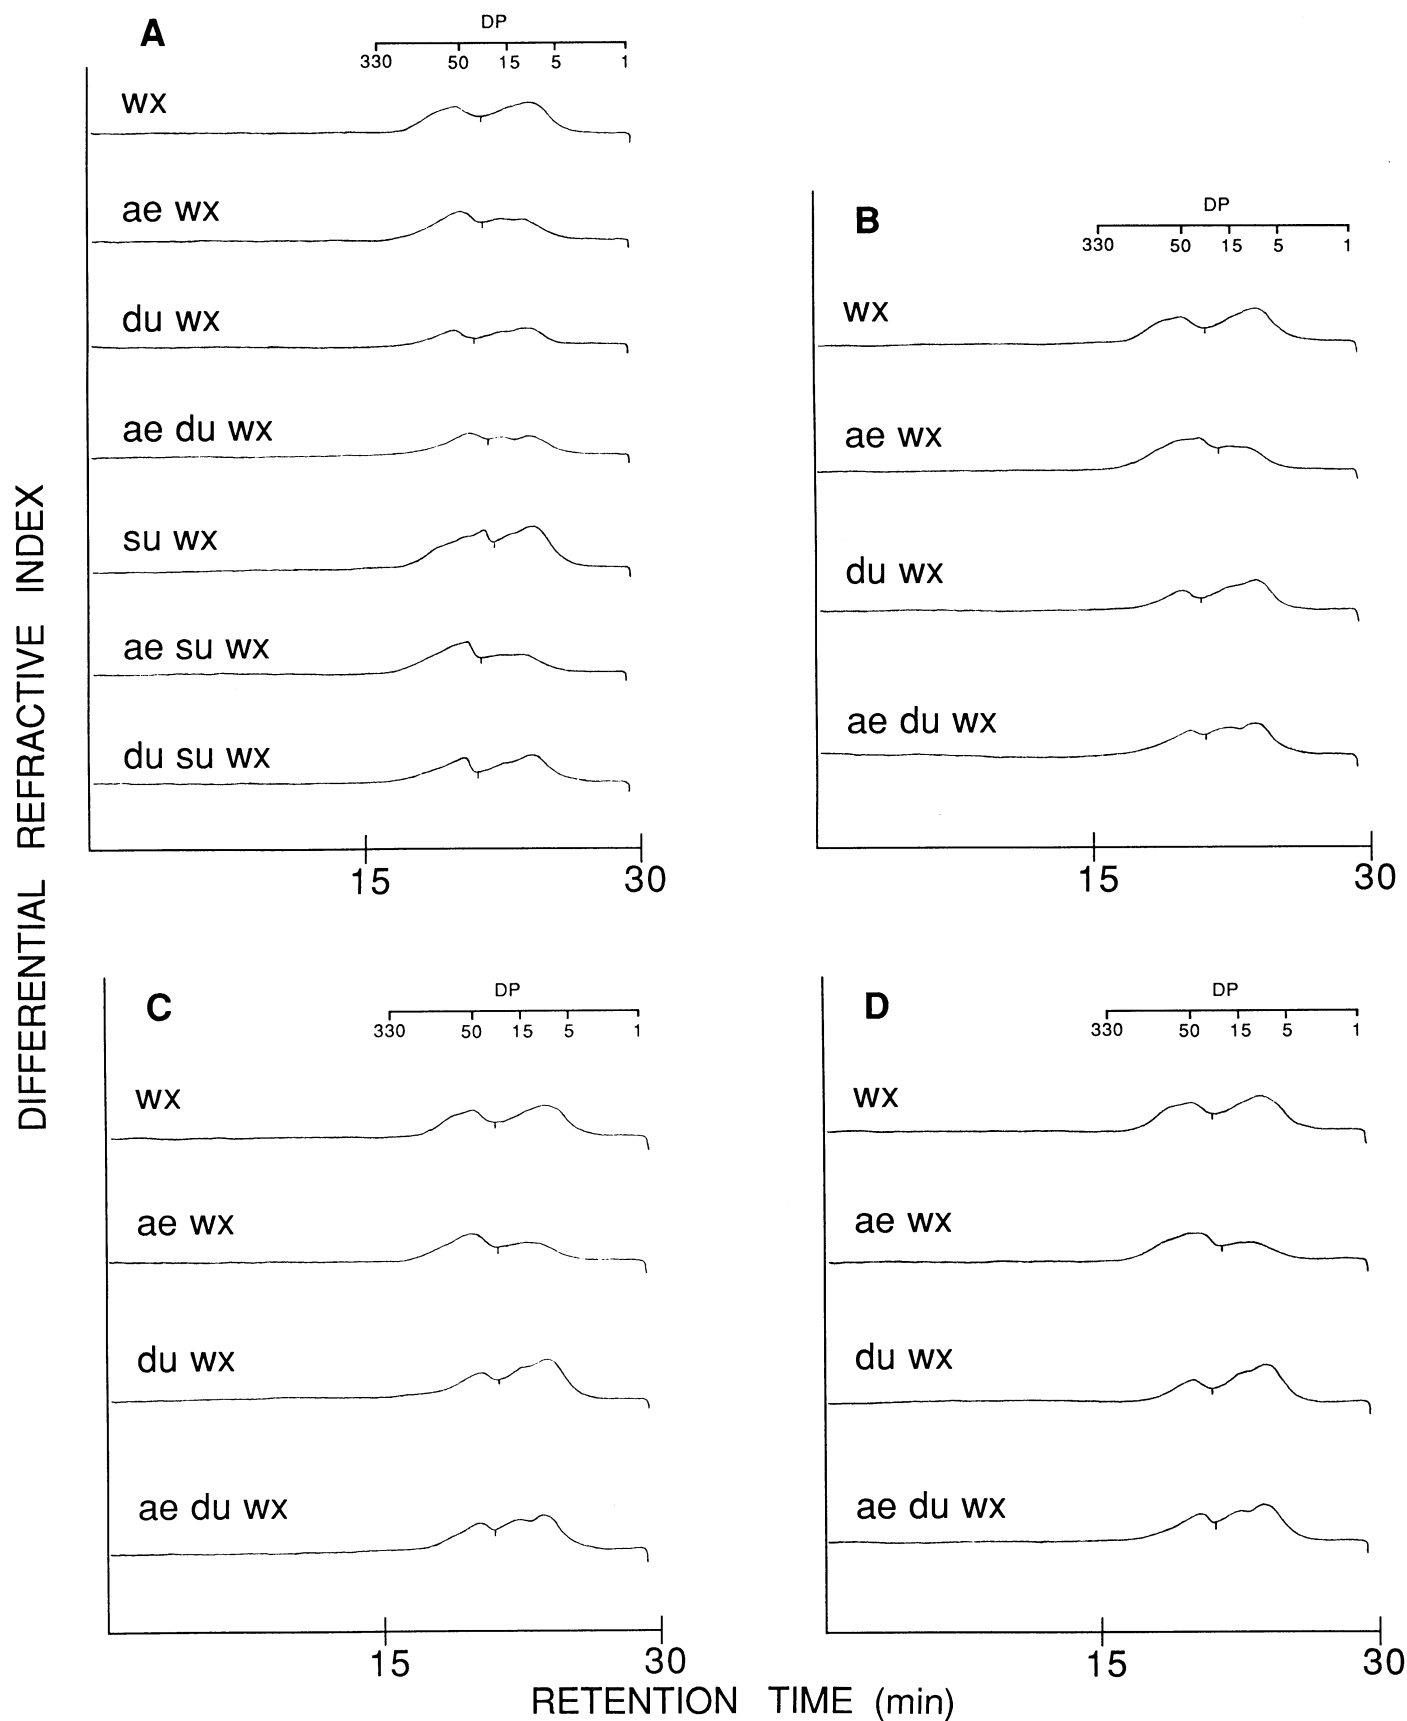 DIFFERENTIAL REFRACTIVE INDEX
A
DP
330 50 15 5 1
wx
ae wx
du wx
ae du wx
su wx
ae su wx
du su wx
15 30
B
DP
330 50 15 5 1
wx
ae wx
du wx
ae du wx
15 30
C
DP
330 50 15 5 1
wx
ae wx
du wx
ae du wx
15 30
D
DP
330 50 15 5 1
wx
ae wx
du wx
ae du wx
15 30
RETENTION TIME (min)